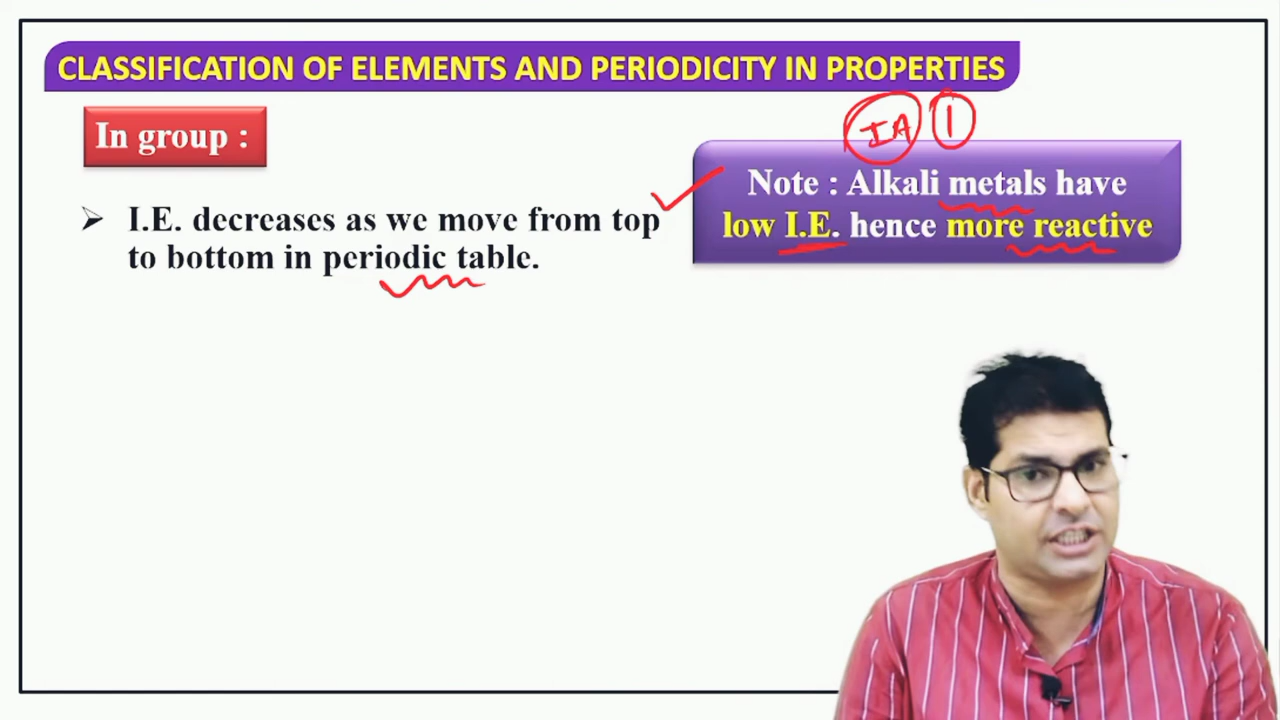 CLASSIFICATION OF ELEMENTS AND PERIODICITY IN PROPERTIES
In group :
IA 1
Note : Alkali metals have
low I.E. hence more reactive
➢ I.E. decreases as we move from top
to bottom in periodic table.